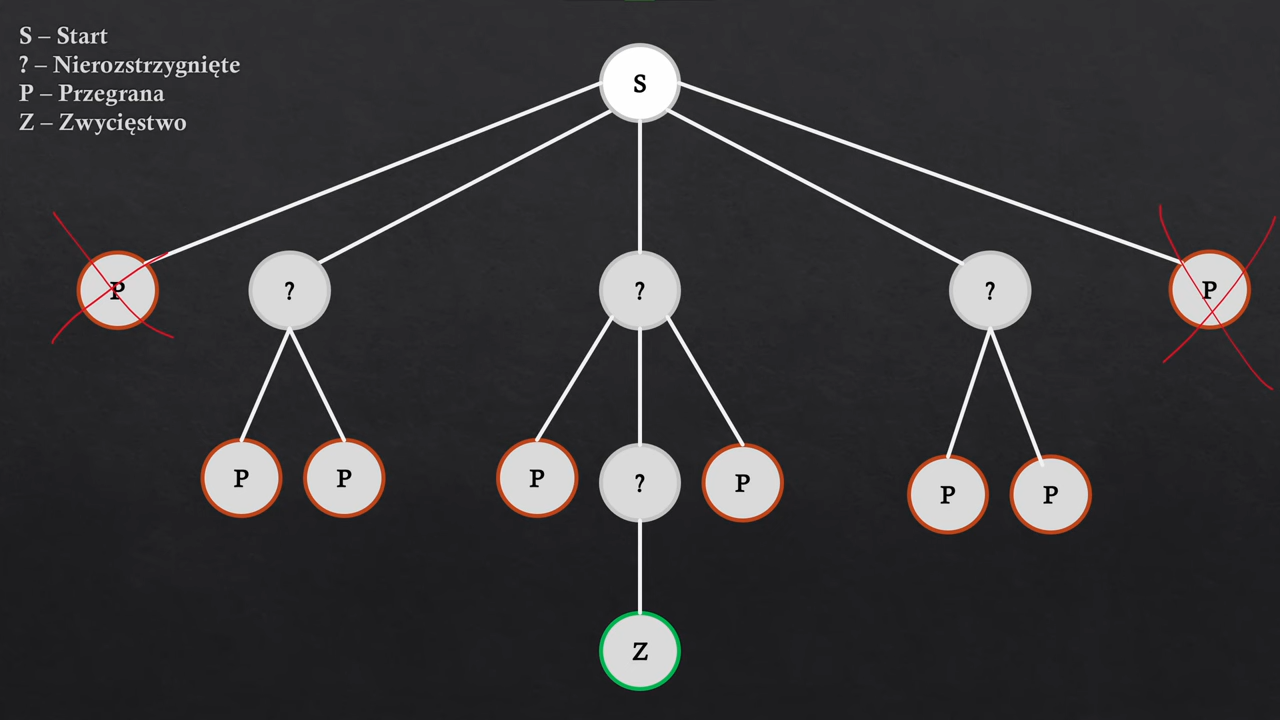 S – Start
? – Nierozstrzygnięte
P – Przegrana
Z – Zwycięstwo
S
P
?
?
?
P
P
P
P
?
P
P
P
Z